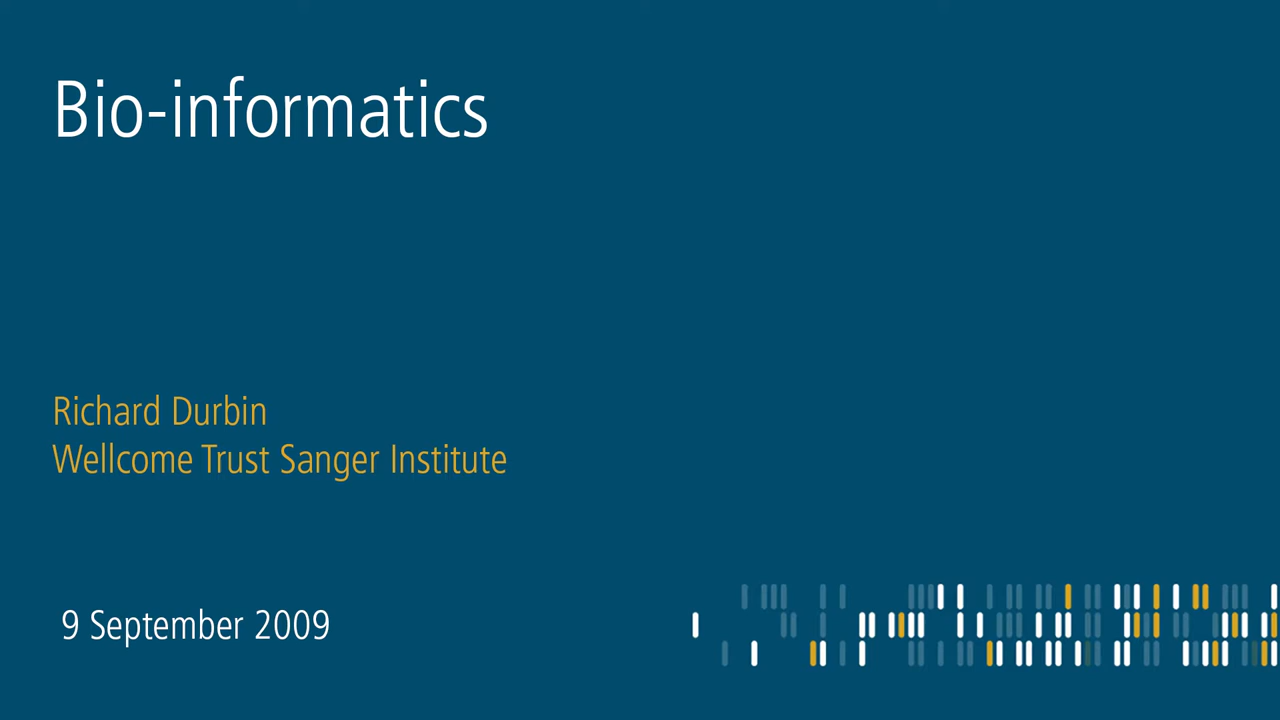 Bio-informatics
Richard Durbin
Wellcome Trust Sanger Institute
9 September 2009